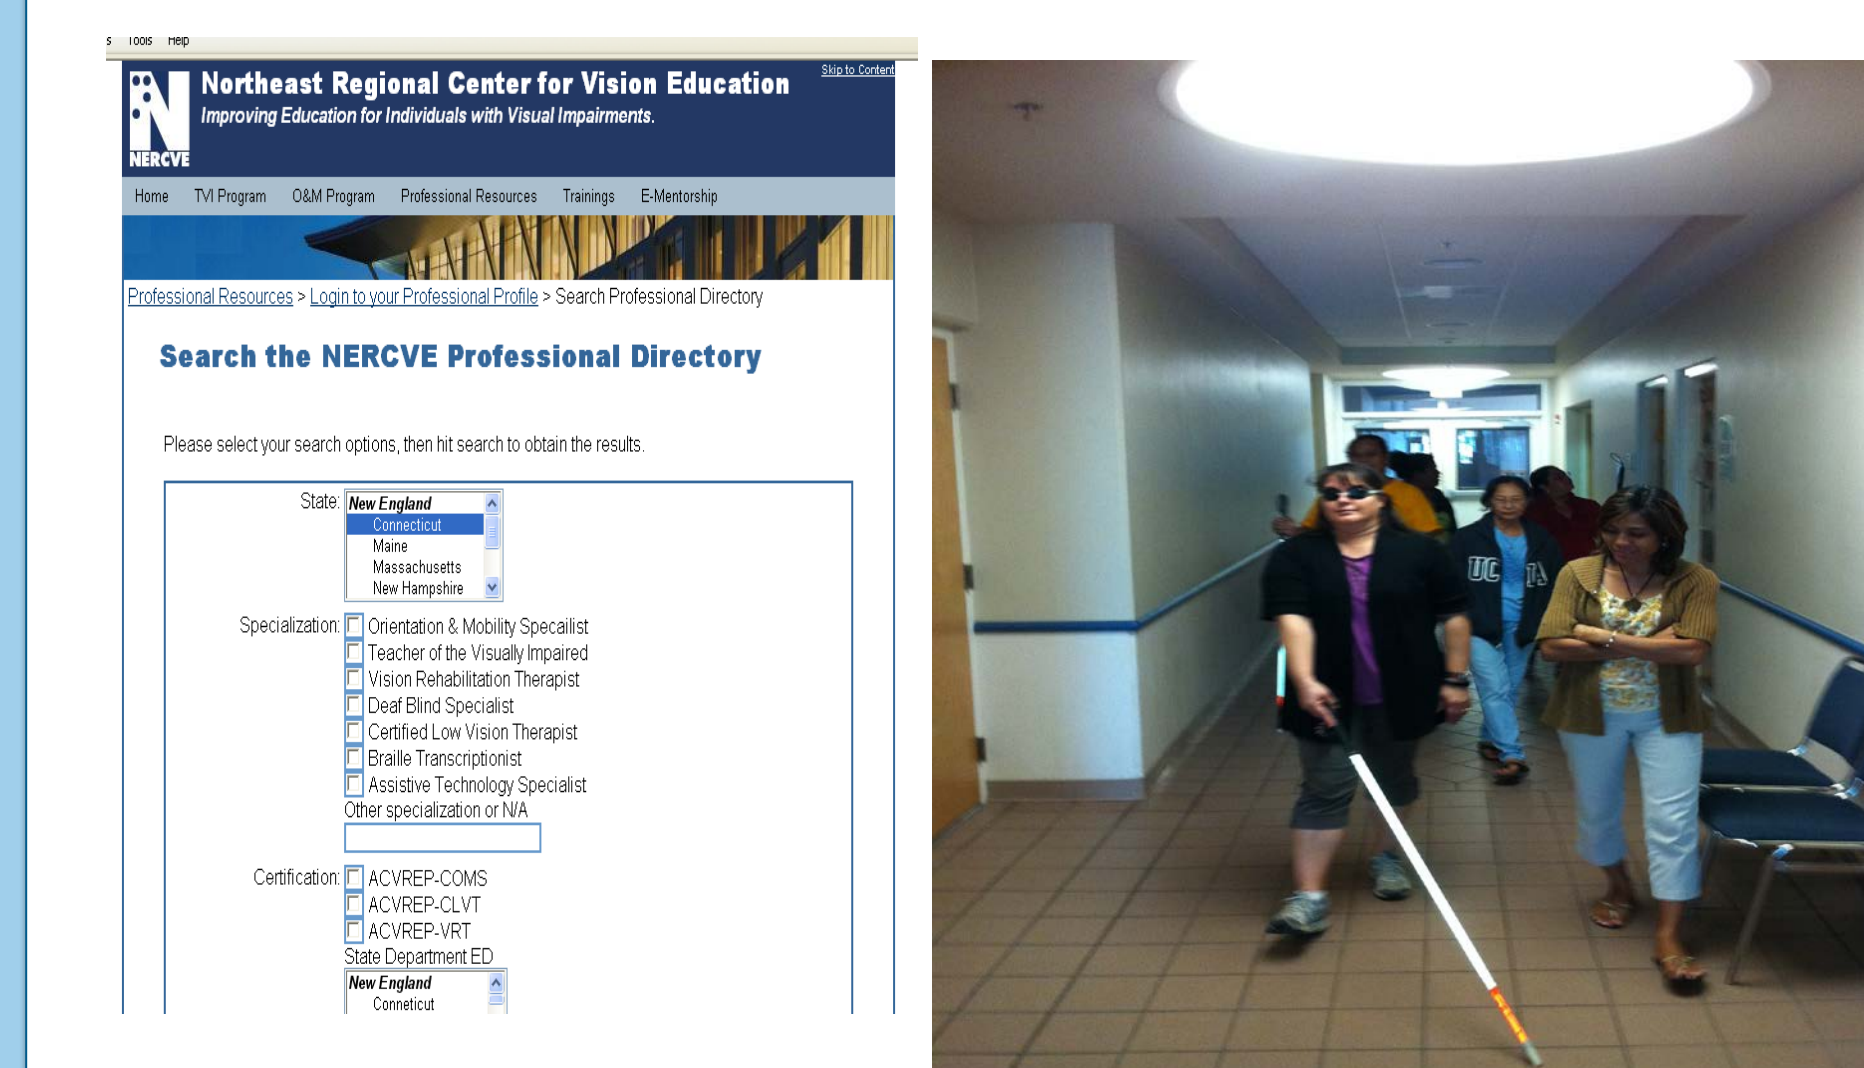 Tools Help
Northeast Regional Center for Vision Education
Skip to Content
Improving Education for Individuals with Visual Impairments.
NERCVE
Home TVI Program O&M Program Professional Resources Trainings E-Mentorship
Professional Resources > Login to your Professional Profile > Search Professional Directory
Search the NERCVE Professional Directory
Please select your search options, then hit search to obtain the results.
State: New England
Connecticut
Maine
Massachusetts
New Hampshire
Specialization: Orientation & Mobility Specailist
Teacher of the Visually Impaired
Vision Rehabilitation Therapist
Deaf Blind Specialist
Certified Low Vision Therapist
Braille Transcriptionist
Assistive Technology Specialist
Other specialization or N/A
Certification: ACVREP-COMS
ACVREP-CLVT
ACVREP-VRT
State Department ED
New England
Conneticut